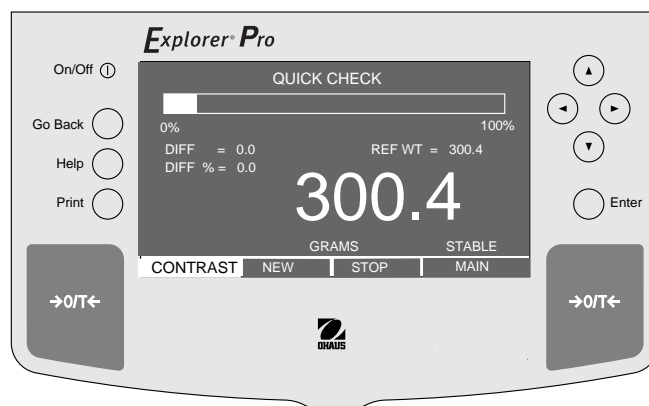 Explorer® Pro
On/Off
QUICK CHECK
Go Back
0% 100%
DIFF = 0.0 REF WT = 300.4
DIFF % = 0.0
Help
300.4
Print
Enter
GRAMS STABLE
CONTRAST NEW STOP MAIN
→0/T← →0/T←
OHAUS